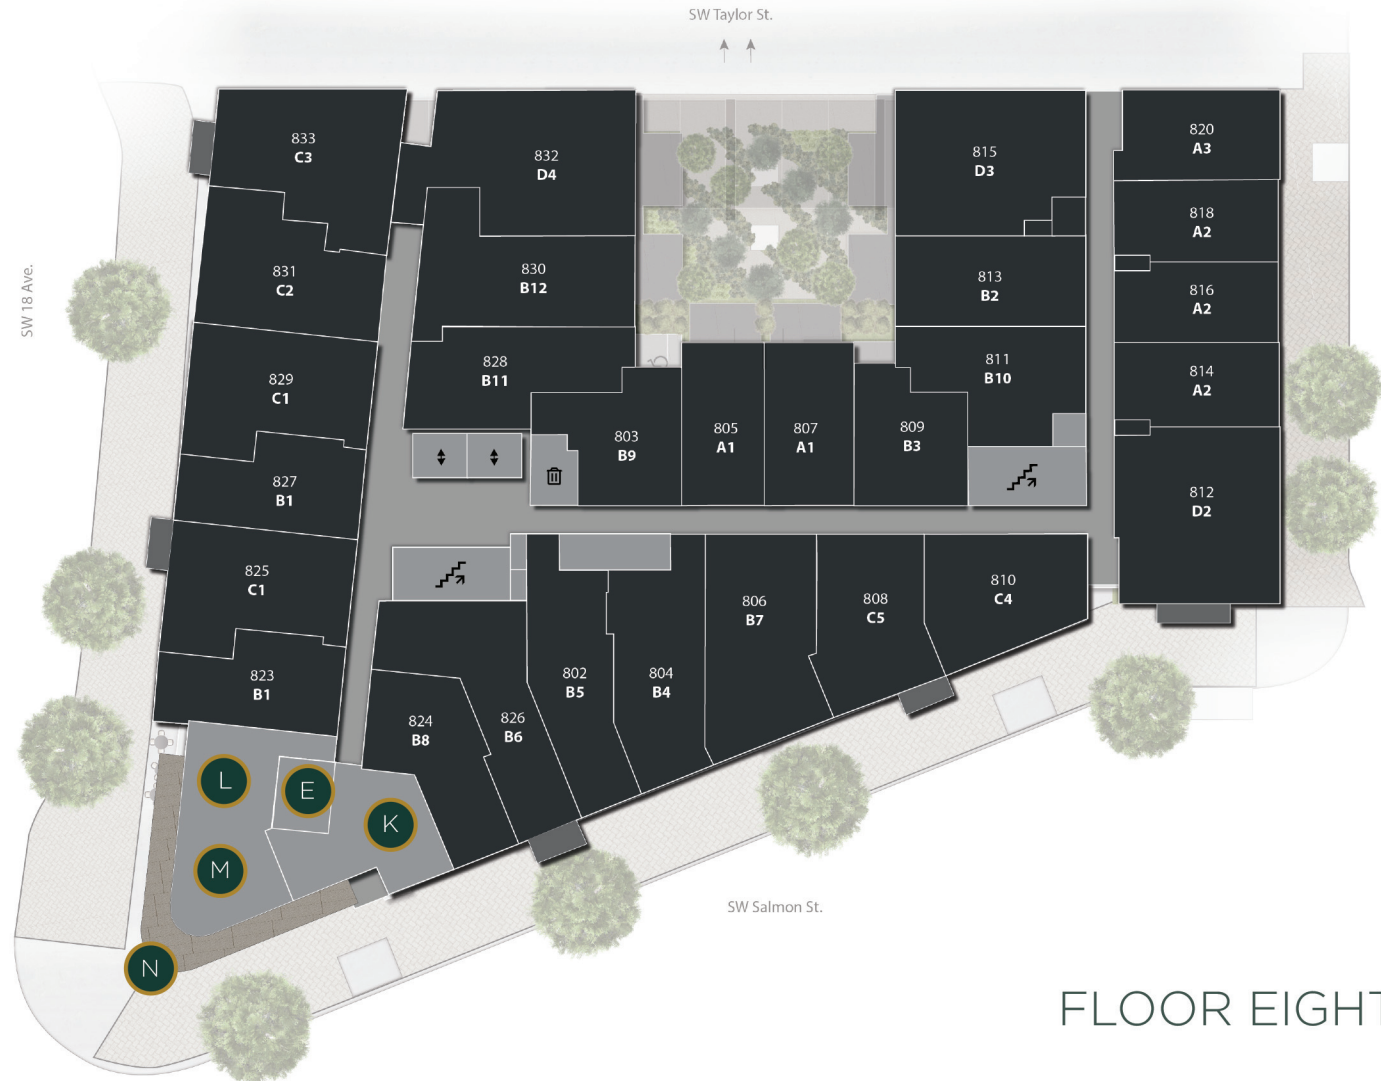 SW Taylor St.
833
C3
832
D4
815
D3
820
A3
818
A2
831
C2
830
B12
813
B2
816
A2
SW 18 Ave.
829
C1
828
B11
811
B10
814
A2
803
B9
805
A1
807
A1
809
B3
827
B1
812
D2
825
C1
806
B7
808
C5
810
C4
823
B1
802
B5
804
B4
824
B8
826
B6
L
E
K
M
SW Salmon St.
N
FLOOR EIGHT